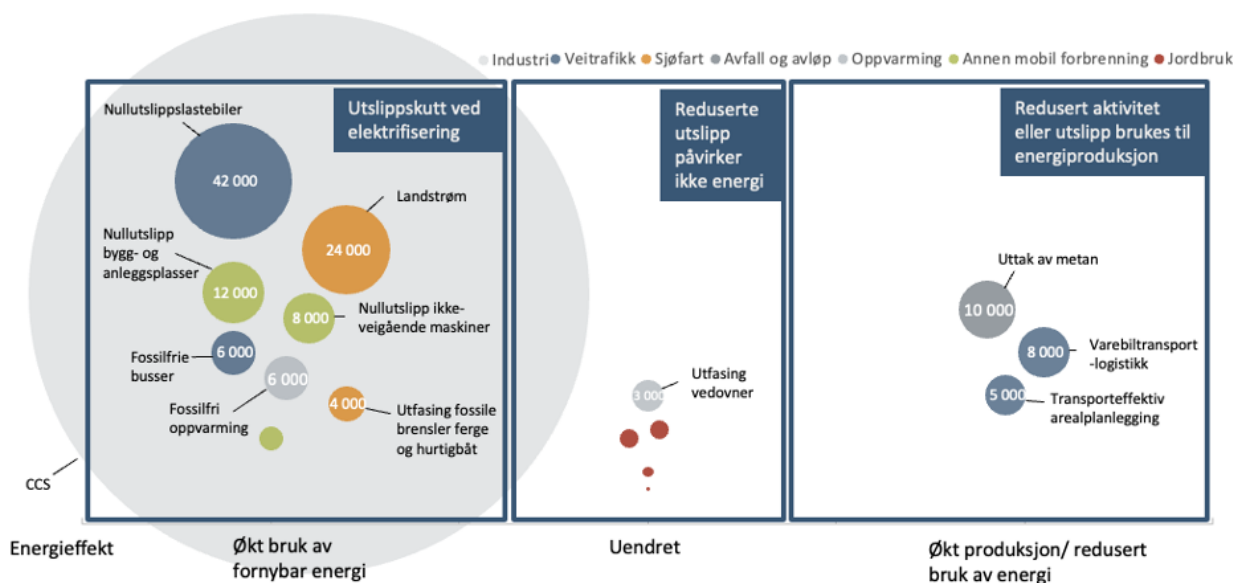 Industri Veitrafikk Sjøfart Avfall og avløp Oppvarming Annen mobil forbrenning Jordbruk
Utslippskutt ved
elektrifisering
Nullutslippslastebiler
42 000
Landstrøm
24 000
Nullutslipp
bygg- og
anleggsplasser
12 000
8 000
Nullutslipp ikke-
veigående maskiner
6 000
Fossilfrie
busser
6 000
Fossilfri
oppvarming
4 000
Utfasing fossile
brensler ferge
og hurtigbåt
CCS
Reduserte
utslipp
påvirker
ikke energi
Utfasing
vedovner
3 000
Redusert aktivitet
eller utslipp brukes til
energiproduksjon
Uttak av metan
10 000
8 000
Varebiltransport
-logistikk
5 000
Transporteffektiv
arealplanlegging
Energieffekt
Økt bruk av
fornybar energi
Uendret
Økt produksjon/ redusert
bruk av energi